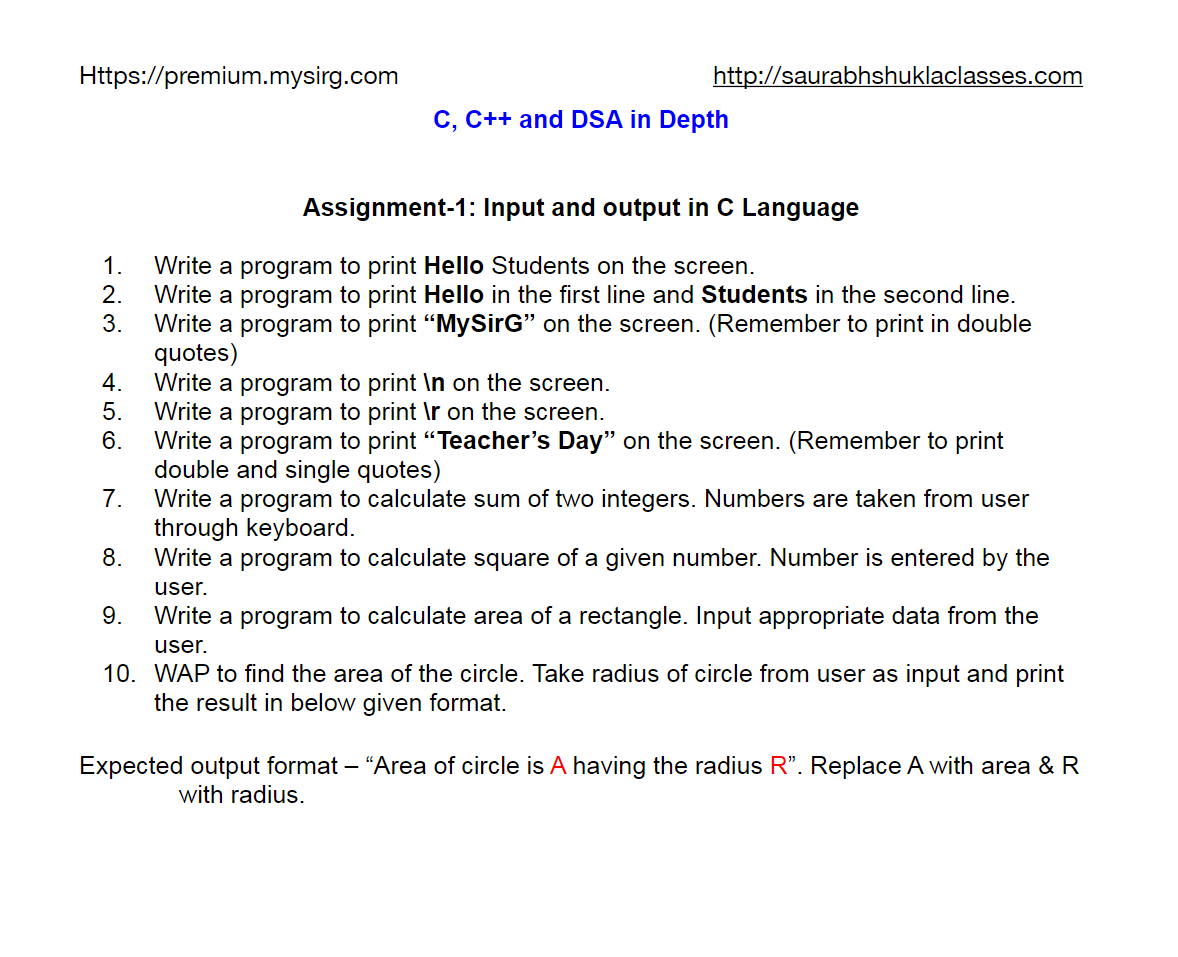 Https://premium.mysirg.com http://saurabhshuklaclasses.com
C, C++ and DSA in Depth
Assignment-1: Input and output in C Language
1. Write a program to print Hello Students on the screen.
2. Write a program to print Hello in the first line and Students in the second line.
3. Write a program to print “MySirG” on the screen. (Remember to print in double
quotes)
4. Write a program to print \n on the screen.
5. Write a program to print \r on the screen.
6. Write a program to print “Teacher’s Day” on the screen. (Remember to print
double and single quotes)
7. Write a program to calculate sum of two integers. Numbers are taken from user
through keyboard.
8. Write a program to calculate square of a given number. Number is entered by the
user.
9. Write a program to calculate area of a rectangle. Input appropriate data from the
user.
10. WAP to find the area of the circle. Take radius of circle from user as input and print
the result in below given format.
Expected output format – “Area of circle is A having the radius R”. Replace A with area & R
with radius.